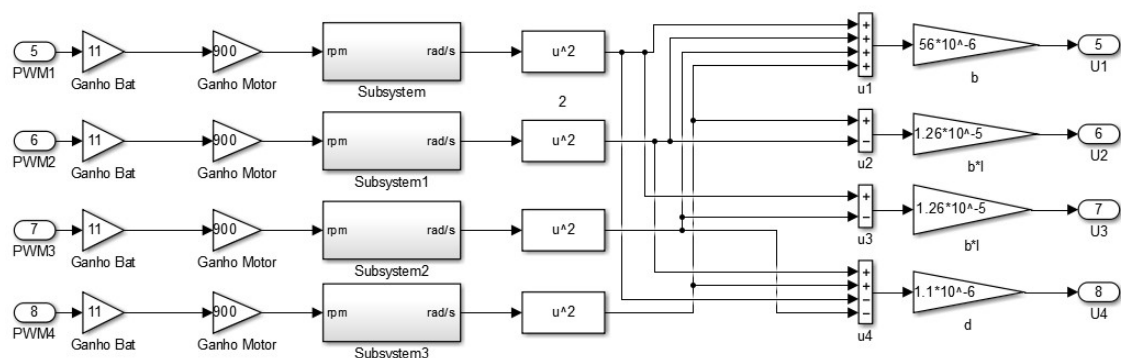 5
PWM1
11
Ganho Bat
900
Ganho Motor
rpm
rad/s
Subsystem
u^2
2
+
+
+
+
u1
56*10^-6
b
5
U1
6
PWM2
11
Ganho Bat
900
Ganho Motor
rpm
rad/s
Subsystem1
u^2
+
−
u2
1.26*10^-5
b*l
6
U2
7
PWM3
11
Ganho Bat
900
Ganho Motor
rpm
rad/s
Subsystem2
u^2
+
−
u3
1.26*10^-5
b*l
7
U3
8
PWM4
11
Ganho Bat
900
Ganho Motor
rpm
rad/s
Subsystem3
u^2
+
+
−
−
u4
1.1*10^-6
d
8
U4